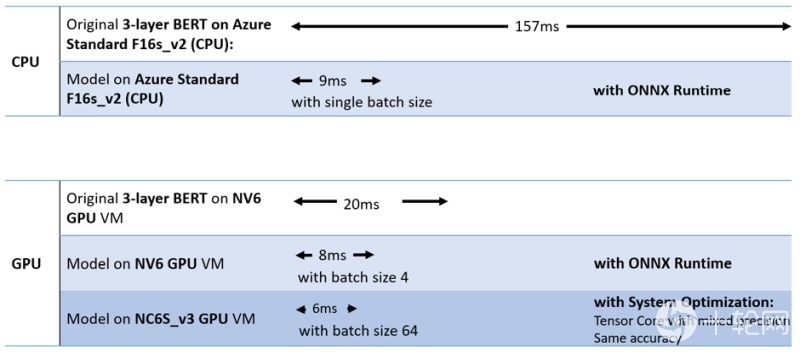 CPU
Original 3-layer BERT on Azure
Standard F16s_v2 (CPU):
157ms
Model on Azure Standard
F16s_v2 (CPU)
9ms
with single batch size
with ONNX Runtime
GPU
Original 3-layer BERT on NV6
GPU VM
20ms
Model on NV6 GPU VM
8ms
with batch size 4
with ONNX Runtime
Model on NC6S_v3 GPU VM
6ms
with batch size 64
with System Optimization:
Tensor Core with mixed precision
Same accuracy
十轮网